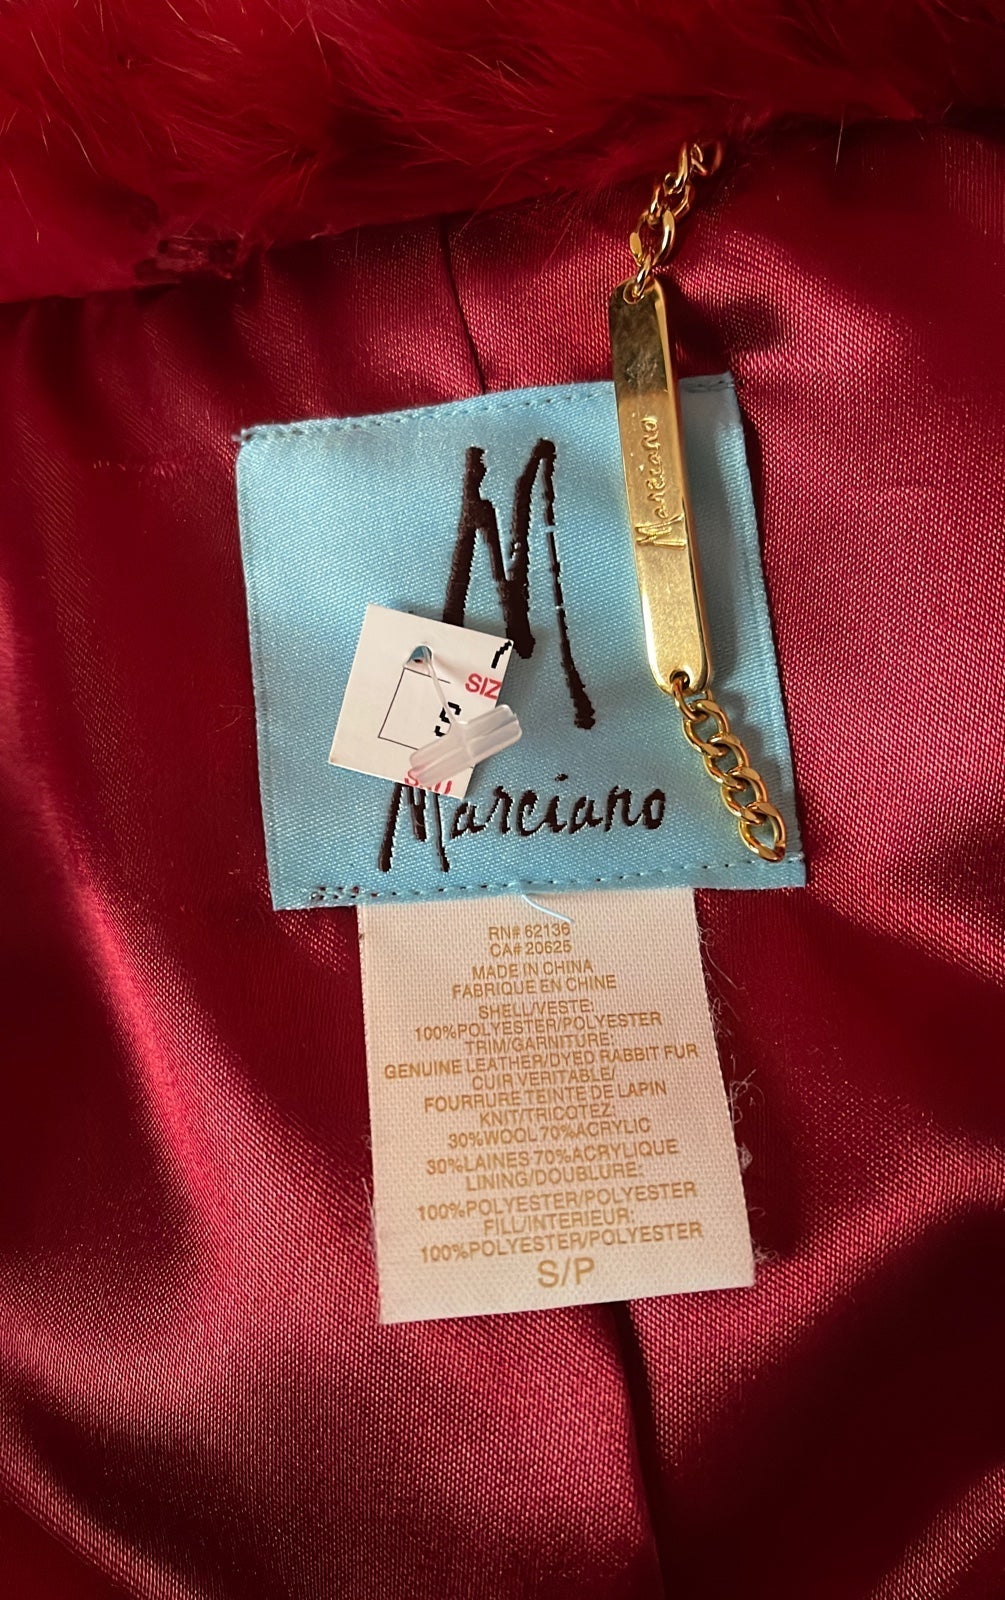 M
Marciano
SIZ
S
Marciano
RN# 62136
CA# 20625
MADE IN CHINA
FABRIQUE EN CHINE
SHELL/VESTE:
100%POLYESTER/POLYESTER
TRIM/GARNITURE:
GENUINE LEATHER/DYED RABBIT FUR
CUIR VERITABLE/
FOURRURE TEINTE DE LAPIN
KNIT/TRICOTEZ:
30%WOOL 70%ACRYLIC
30%LAINES 70%ACRYLIQUE
LINING/DOUBLURE:
100%POLYESTER/POLYESTER
FILL/INTERIEUR:
100%POLYESTER/POLYESTER
S/P